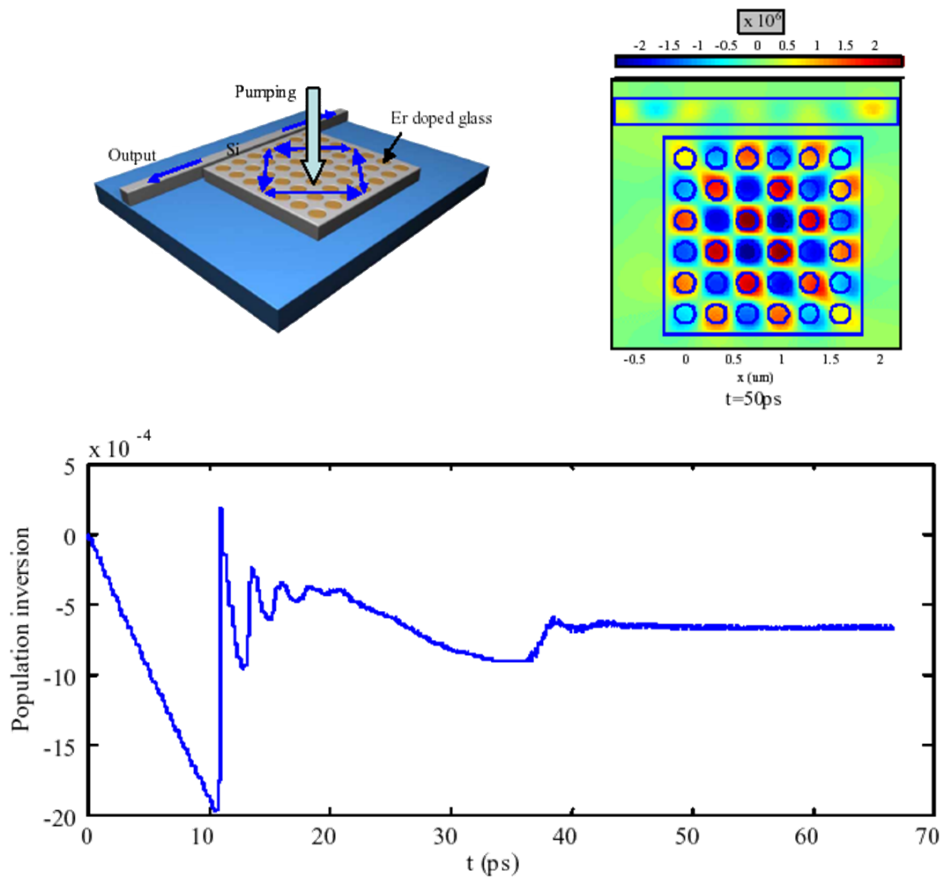 x 10⁶
-2 -1.5 -1 -0.5 0 0.5 1 1.5 2
Pumping
Er doped glass
Output
Si
-0.5 0 0.5 1 1.5 2
x (um)
t=50ps
x 10 -4
5
0
-5
-10
-15
-20
Population inversion
0 10 20 30 40 50 60 70
t (ps)